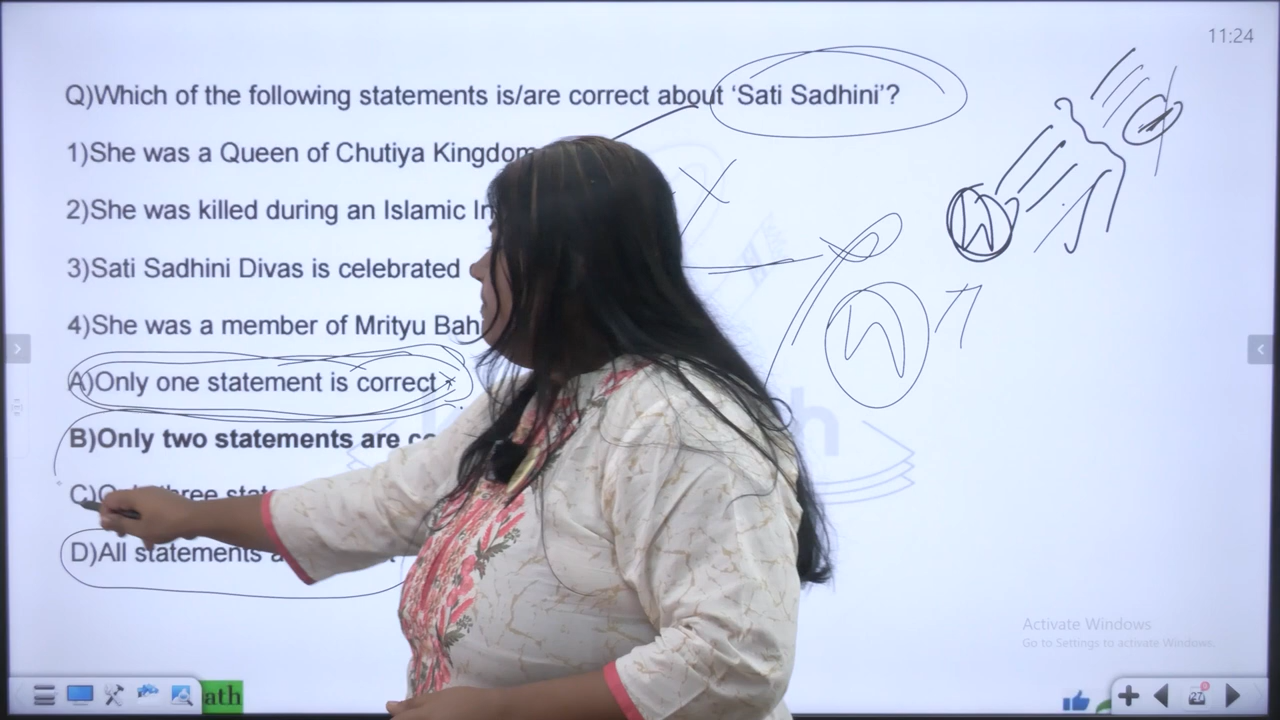 11:24
Q)Which of the following statements is/are correct about ‘Sati Sadhini’?
1)She was a Queen of Chutiya Kingdom
2)She was killed during an Islamic
3)Sati Sadhini Divas is celebrated
4)She was a member of Mrityu
A)Only one statement is correct
B)Only two statements are
C)
D)All statements
Activate Windows
Go to Settings to activate Windows.
ath
27